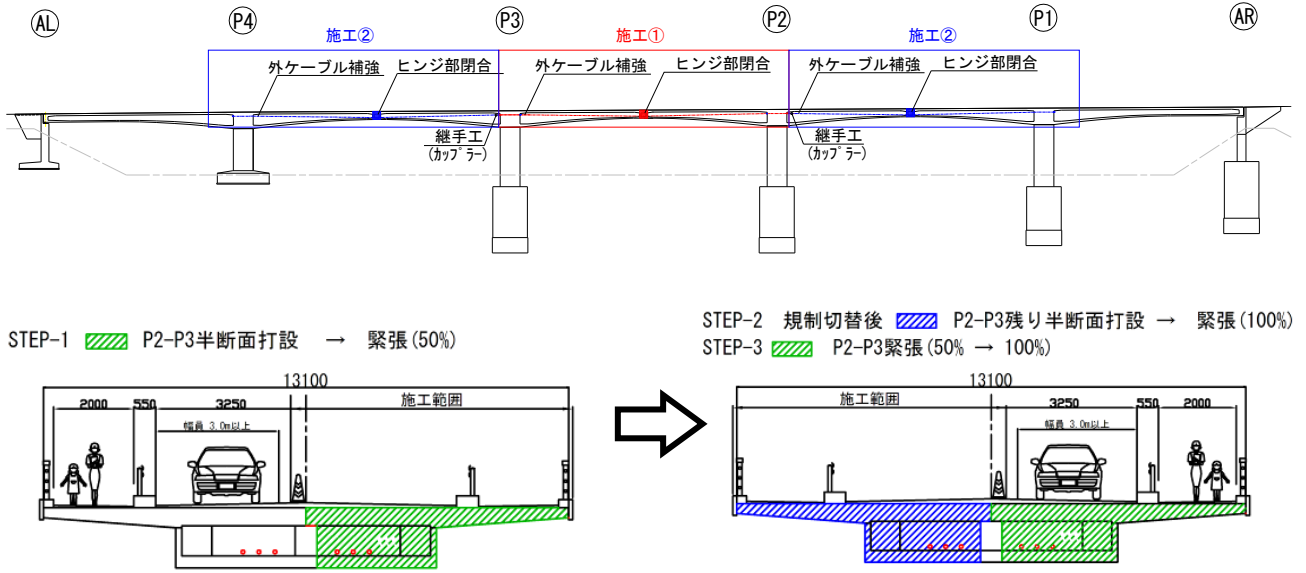 AL P4 P3 P2 P1 AR
施工② 施工① 施工②
外ケーブル補強 ヒンジ部閉合 外ケーブル補強 ヒンジ部閉合 外ケーブル補強 ヒンジ部閉合
継手工 継手工
(ｶｯﾌﾟﾗｰ) (ｶｯﾌﾟﾗｰ)
STEP-1 P2-P3半断面打設 → 緊張(50%)
13100
2000 550 3250 施工範囲
幅員 3.0m以上
STEP-2 規制切替後 P2-P3残り半断面打設 → 緊張(100%)
STEP-3 P2-P3緊張(50% → 100%)
13100
施工範囲 3250 550 2000
幅員 3.0m以上